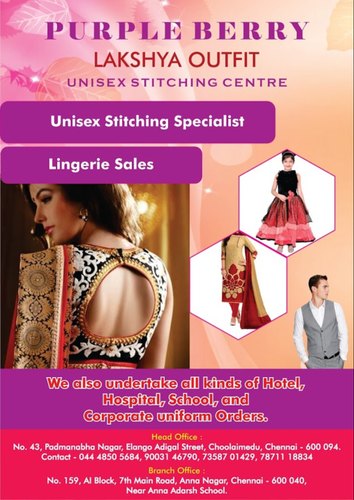 PURPLE BERRY
LAKSHYA OUTFIT
UNISEX STITCHING CENTRE
Unisex Stitching Specialist
Lingerie Sales
We also undertake all kinds of Hotel,
Hospital, School, and
Corporate uniform Orders.
Head Office :
No. 43, Padmanabha Nagar, Elango Adigal Street, Choolaimedu, Chennai - 600 094.
Contact - 044 4850 5684, 90031 46790, 73587 01429, 78711 18834
Branch Office :
No. 159, Al Block, 7th Main Road, Anna Nagar, Chennai - 600 040,
Near Anna Adarsh School.